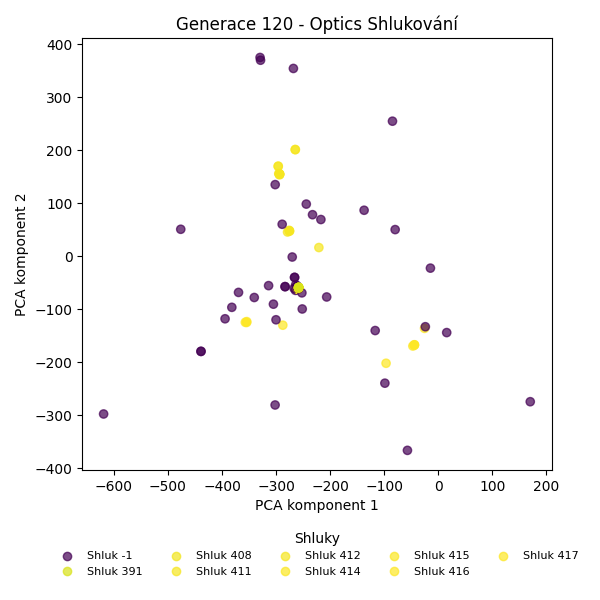 Generace 120 - Optics Shlukování
400
300
200
100
0
−100
−200
−300
−400
PCA komponent 2
−600 −500 −400 −300 −200 −100 0 100 200
PCA komponent 1
Shluky
Shluk -1 Shluk 408 Shluk 412 Shluk 415 Shluk 417
Shluk 391 Shluk 411 Shluk 414 Shluk 416